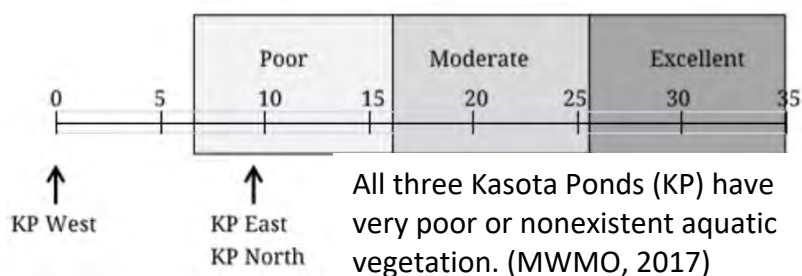 Poor Moderate Excellent
0 5 10 15 20 25 30 35
KP West
KP East
KP North
All three Kasota Ponds (KP) have
very poor or nonexistent aquatic
vegetation. (MWMO, 2017)